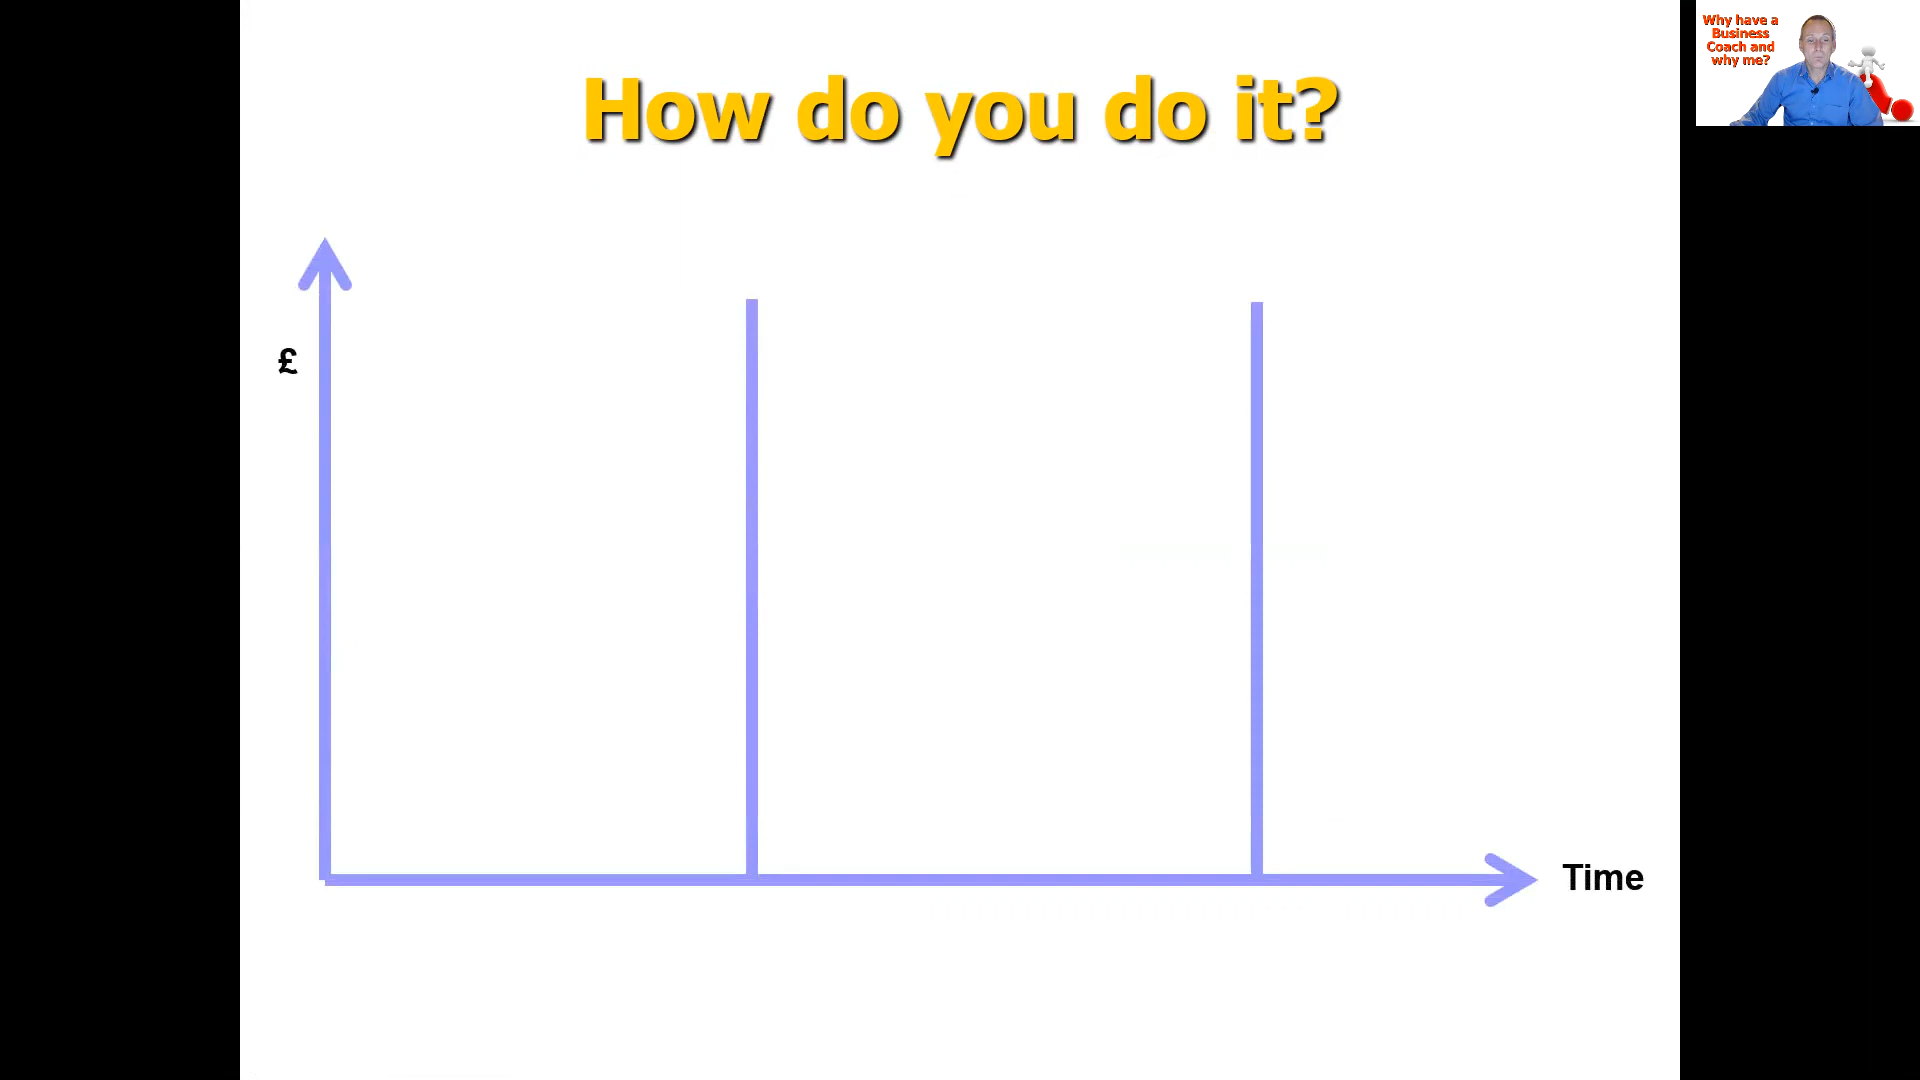 How do you do it?
Why have a
Business
Coach and
why me?
£
Time